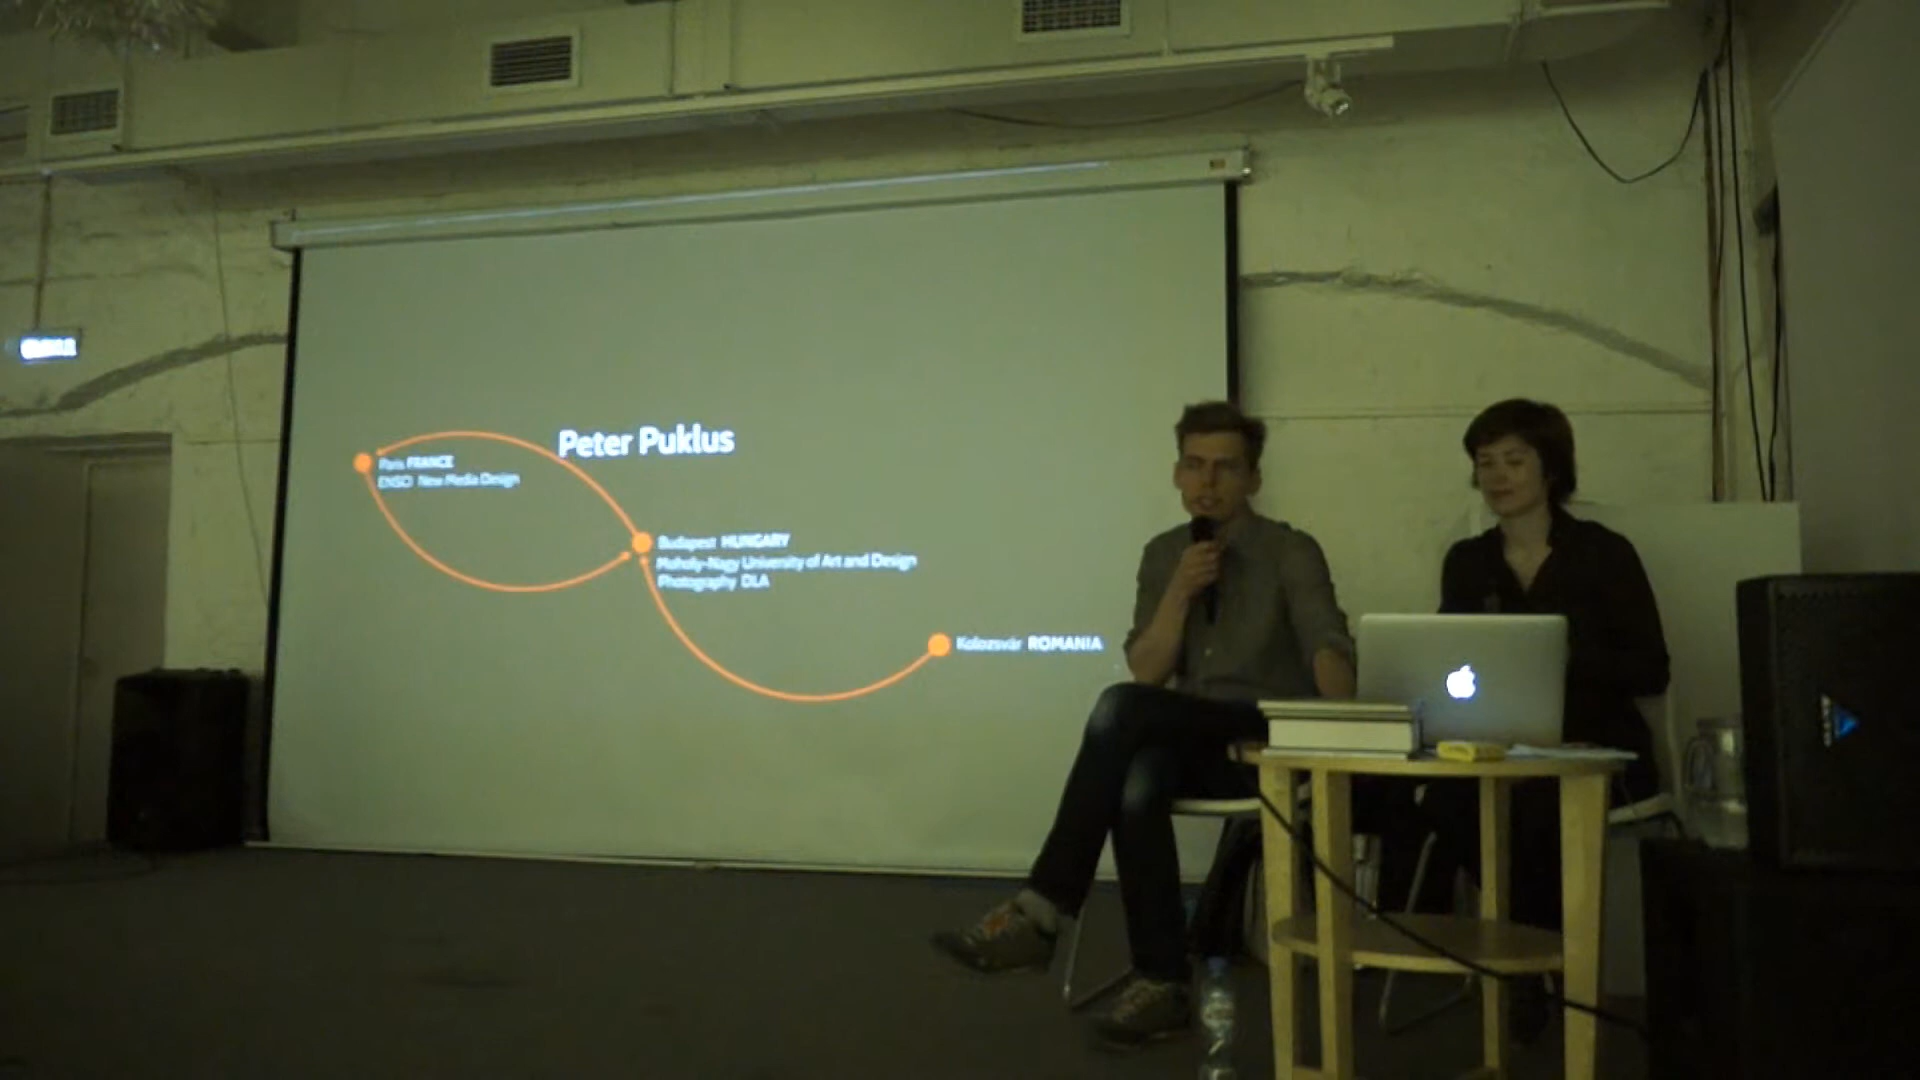 Peter Puklus
Paris FRANCE
ENSCI New Media Design
Budapest HUNGARY
Moholy-Nagy University of Art and Design
Photography DLA
Kolozsvár ROMANIA